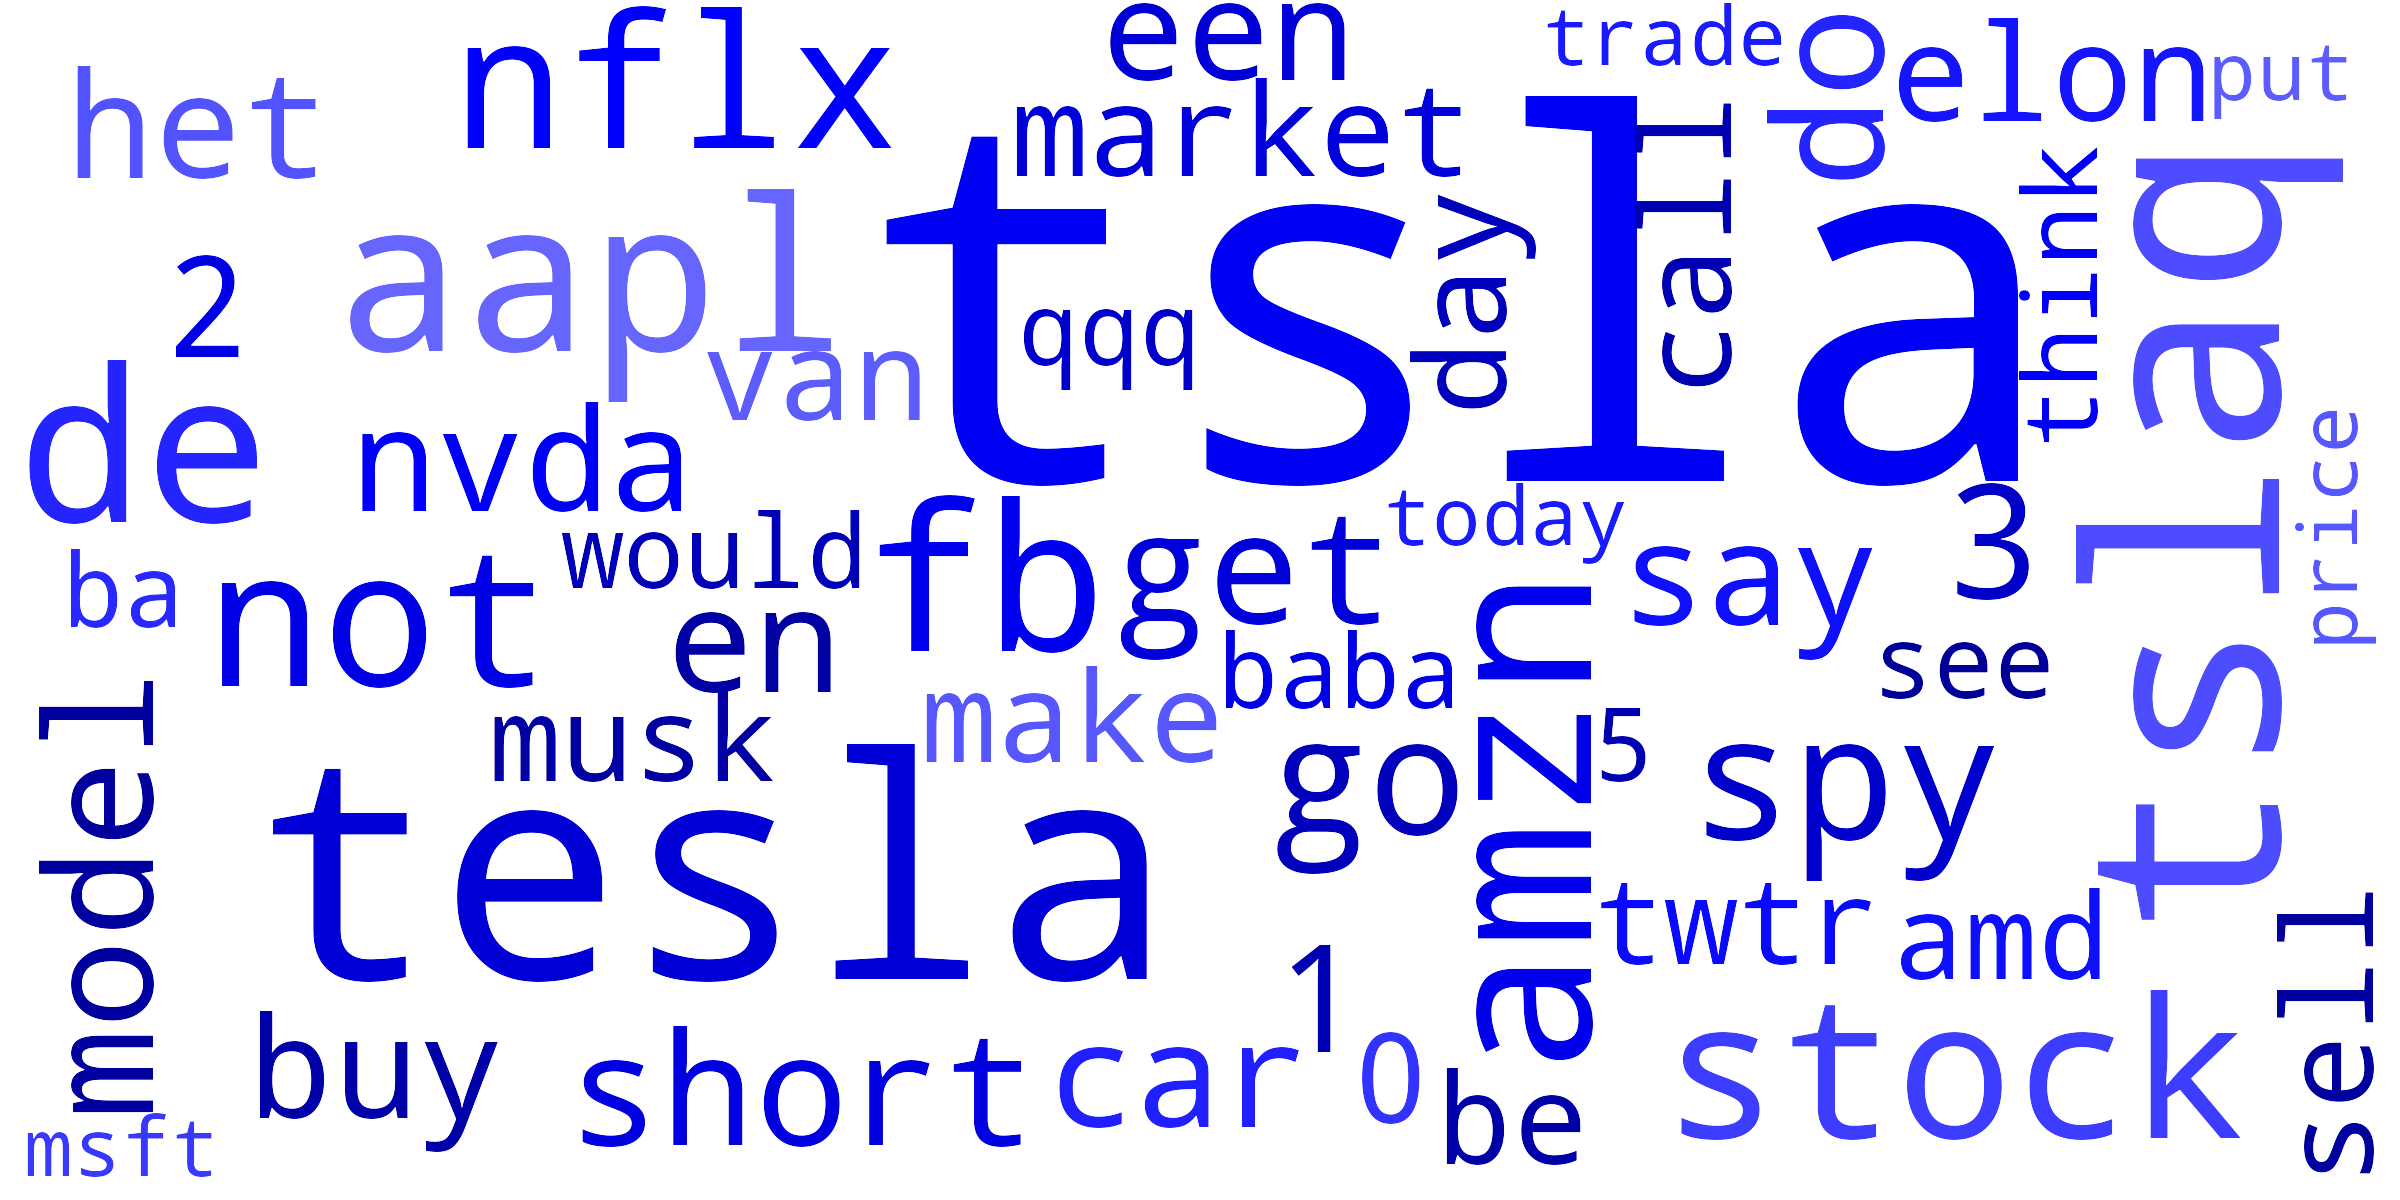 het
nflx
een
trade
do
elon
put
market
tsla
call
day
think
tslaq
2
aapl
van
qqq
de
nvda
price
ba
not
would
fb
get
today
say
3
en
baba
see
model
musk
make
go
amzn
5
spy
tesla
twtr
amd
sell
1
buy
short
car
0
be
stock
msft